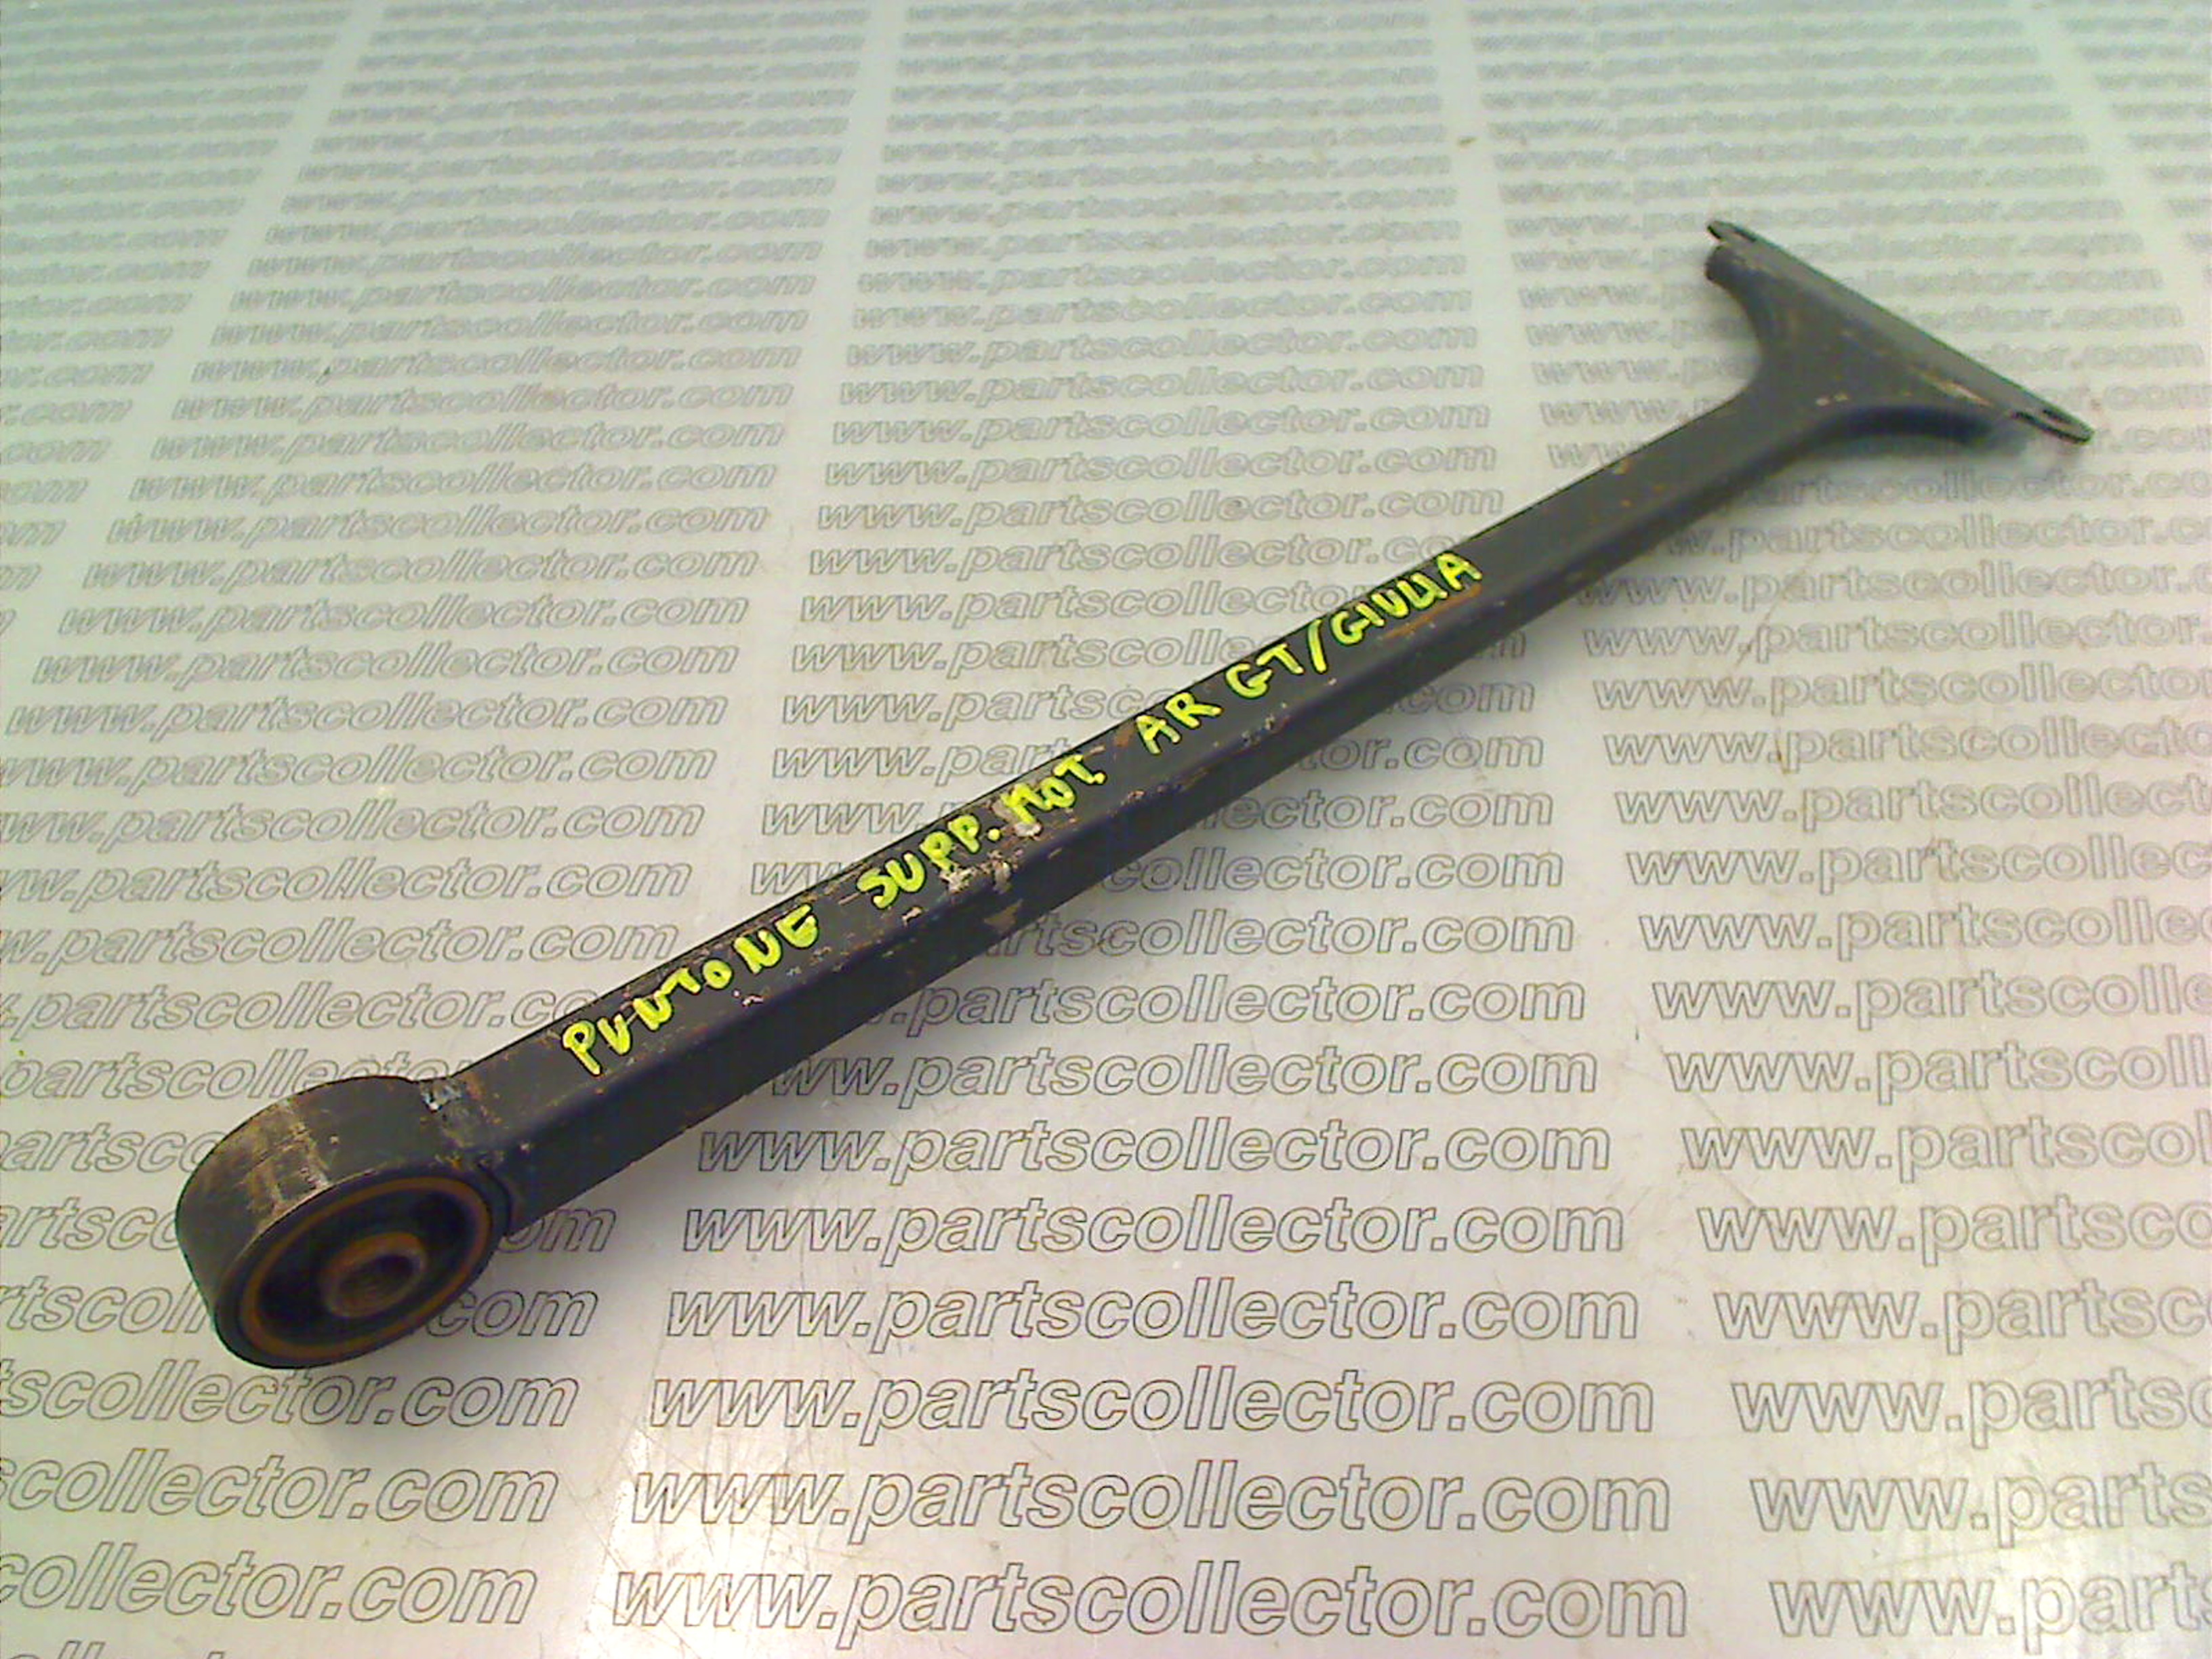 PUNTONE SUPP. MOT. AR GT/GIULIA
www.partscollector.com